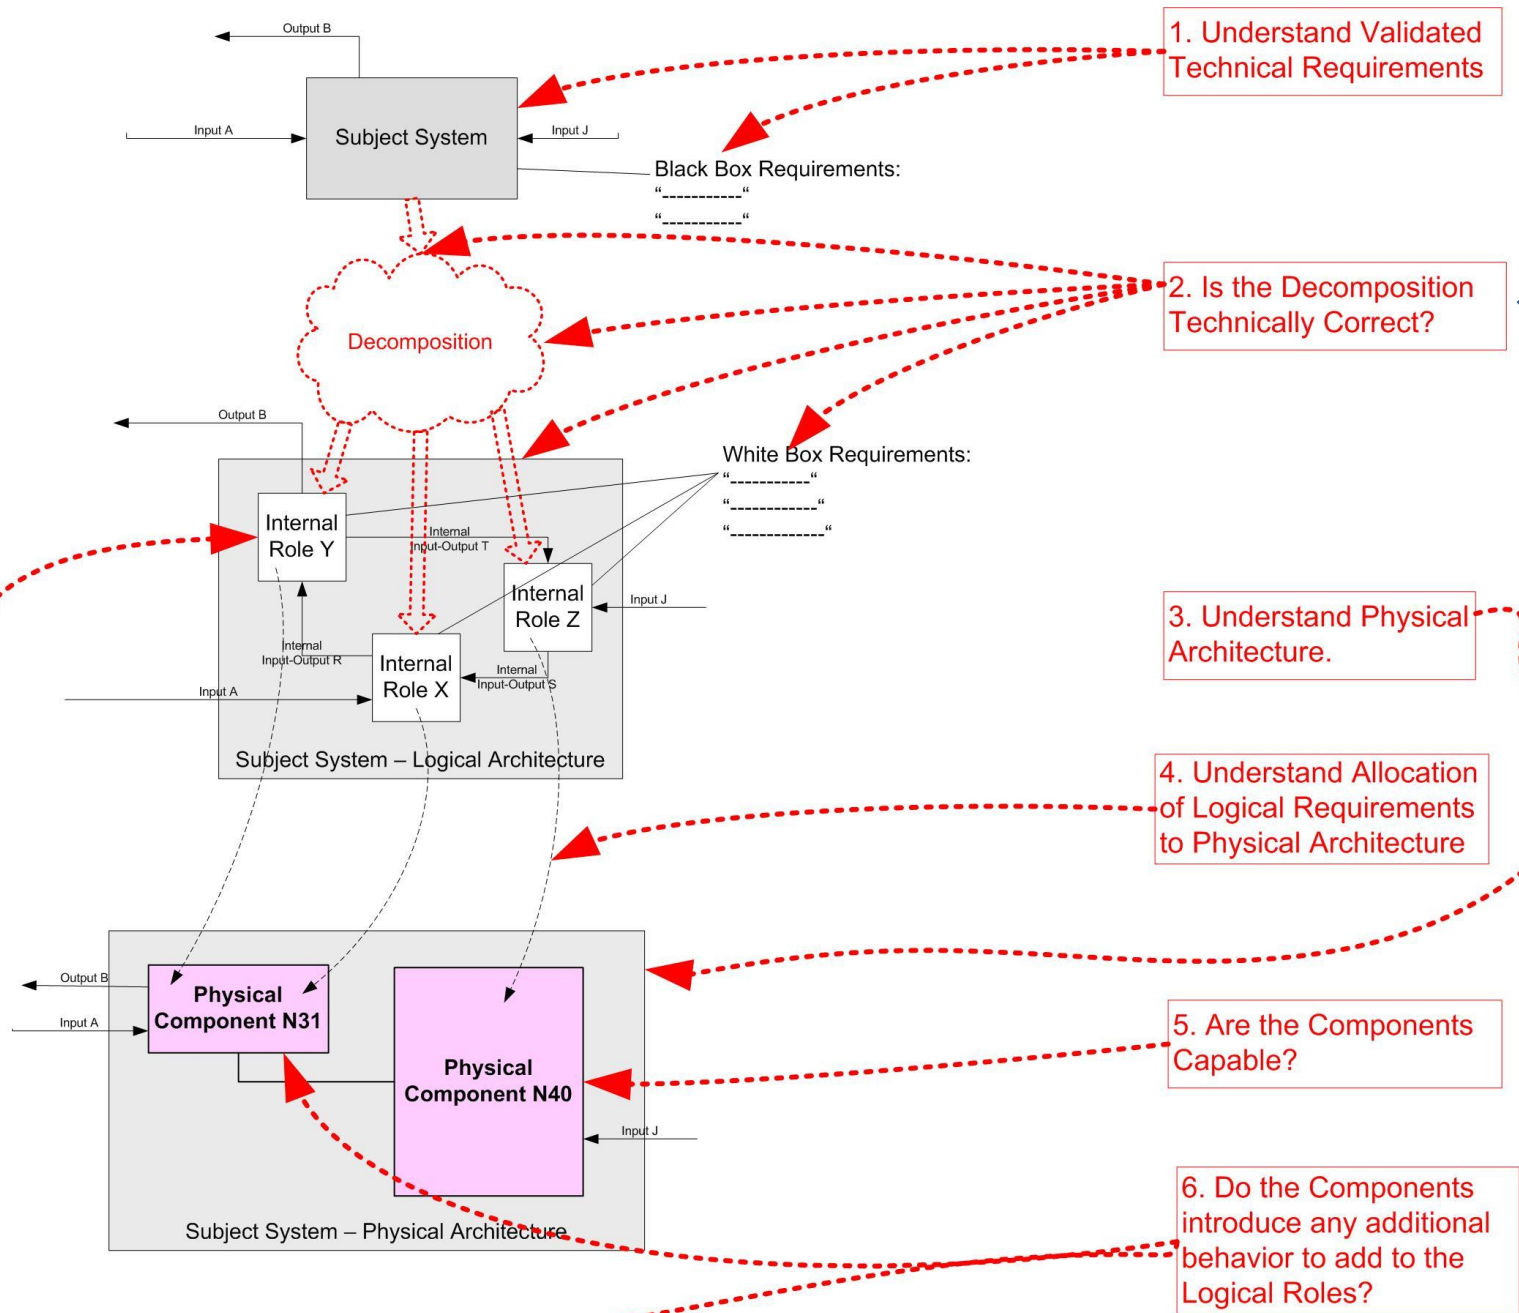 Output B
1. Understand Validated
Technical Requirements
Input A
Subject System
Input J
Black Box Requirements:
“-----------“
“-----------“
2. Is the Decomposition
Technically Correct?
Decomposition
Output B
White Box Requirements:
“-----------“
“------------“
“-------------“
Internal
Role Y
Internal
Input-Output T
Internal
Role Z
Input J
3. Understand Physical
Architecture.
Internal
Input-Output R
Internal
Role X
Internal
Input-Output S
Input A
Subject System – Logical Architecture
4. Understand Allocation
of Logical Requirements
to Physical Architecture
Output B
Input A
Physical
Component N31
Physical
Component N40
5. Are the Components
Capable?
Input J
6. Do the Components
introduce any additional
behavior to add to the
Logical Roles?
Subject System – Physical Architecture